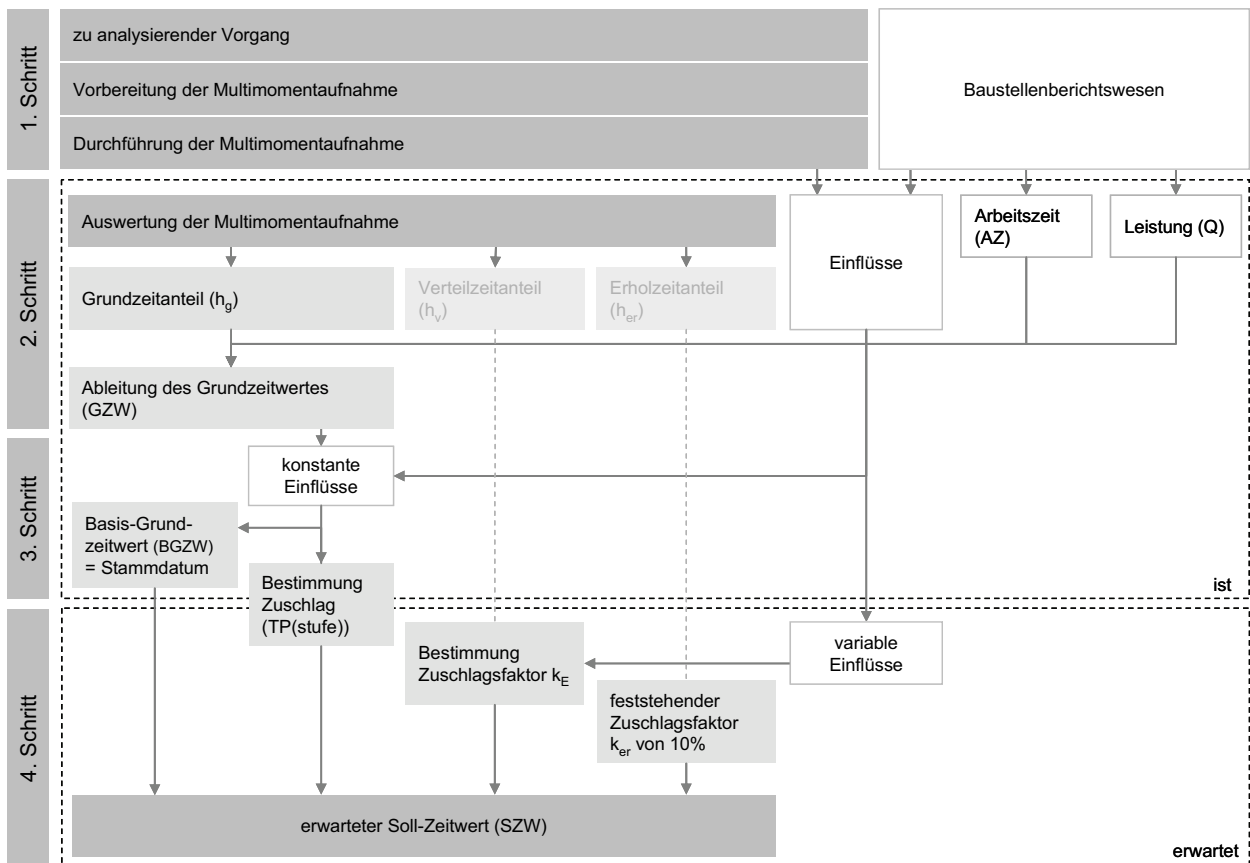 1. Schritt
zu analysierender Vorgang
Vorbereitung der Multimomentaufnahme
Durchführung der Multimomentaufnahme
Baustellenberichtswesen
2. Schritt
Auswertung der Multimomentaufnahme
Grundzeitanteil (hg)
Verteilzeitanteil
(hv)
Erholzeitanteil
(her)
Einflüsse
Arbeitszeit
(AZ)
Leistung (Q)
Ableitung des Grundzeitwertes
(GZW)
3. Schritt
konstante
Einflüsse
Basis-Grund-
zeitwert (BGZW)
= Stammdatum
Bestimmung
Zuschlag
(TP(stufe))
ist
4. Schritt
Bestimmung
Zuschlagsfaktor kE
variable
Einflüsse
feststehender
Zuschlagsfaktor
ker von 10%
erwarteter Soll-Zeitwert (SZW)
erwartet